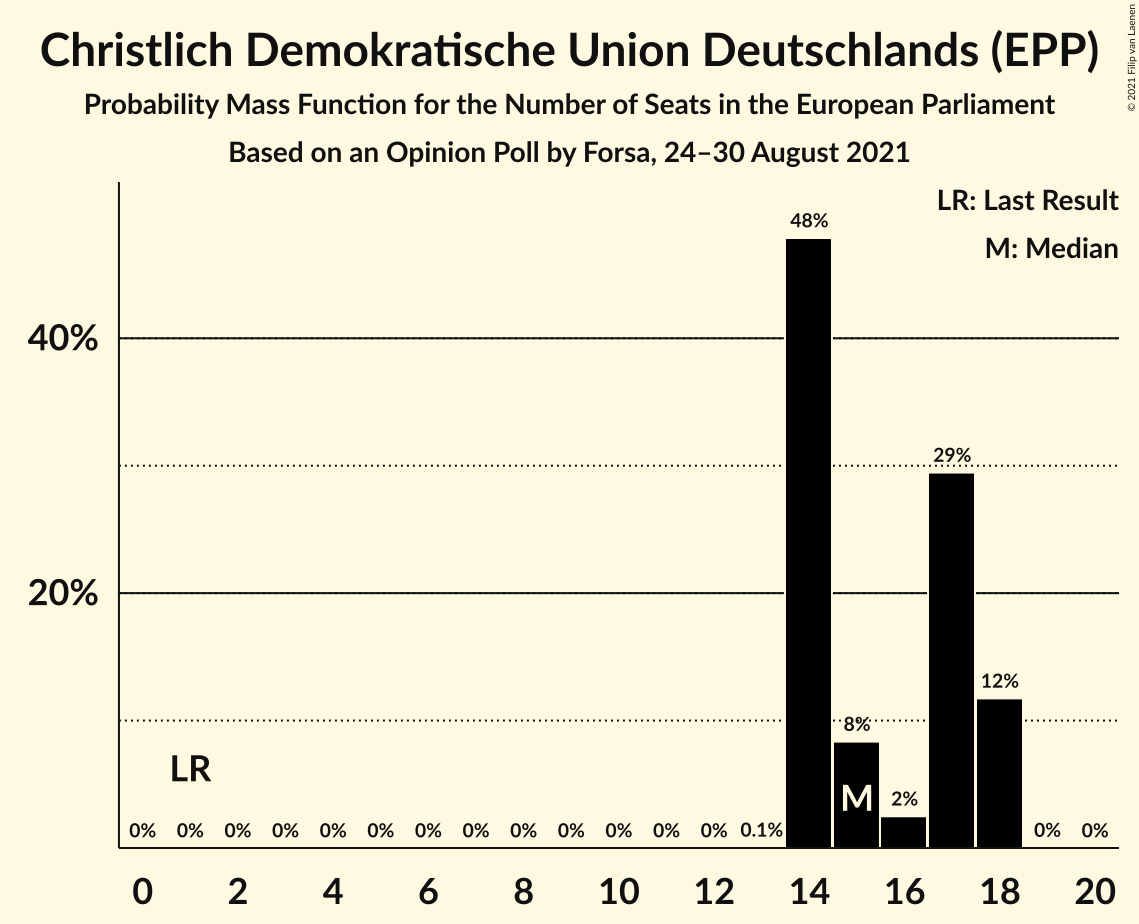 Christlich Demokratische Union Deutschlands (EPP)
Probability Mass Function for the Number of Seats in the European Parliament
Based on an Opinion Poll by Forsa, 24–30 August 2021
© 2021 Filip van Laenen
LR: Last Result
M: Median
48%
40%
29%
20%
12%
8%
LR
M
2%
0% 0% 0% 0% 0% 0% 0% 0% 0% 0% 0% 0% 0% 0.1% 0% 0%
0 2 4 6 8 10 12 14 16 18 20